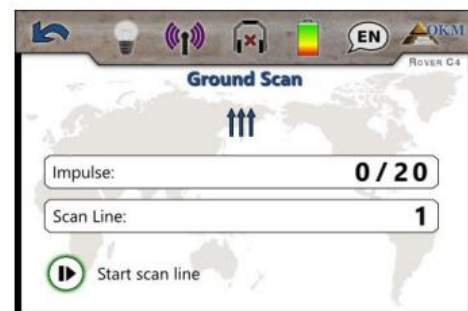 EN
OKM
Rover C4
Ground Scan
Impulse:
0/20
Scan Line:
1
Start scan line